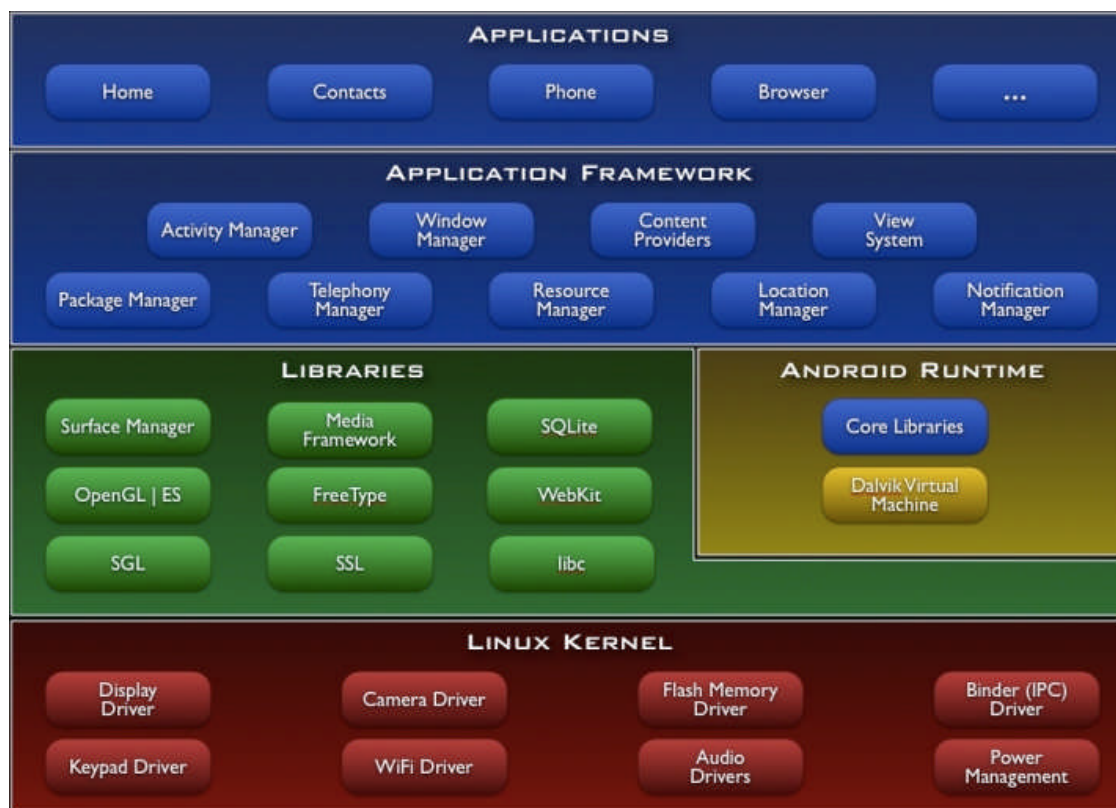 APPLICATIONS
Home
Contacts
Phone
Browser
...
APPLICATION FRAMEWORK
Activity Manager
Window
Manager
Content
Providers
View
System
Package Manager
Telephony
Manager
Resource
Manager
Location
Manager
Notification
Manager
LIBRARIES
Surface Manager
Media
Framework
SQLite
OpenGL | ES
FreeType
WebKit
SGL
SSL
libc
ANDROID RUNTIME
Core Libraries
Dalvik Virtual
Machine
LINUX KERNEL
Display
Driver
Camera Driver
Flash Memory
Driver
Binder (IPC)
Driver
Keypad Driver
WiFi Driver
Audio
Drivers
Power
Management